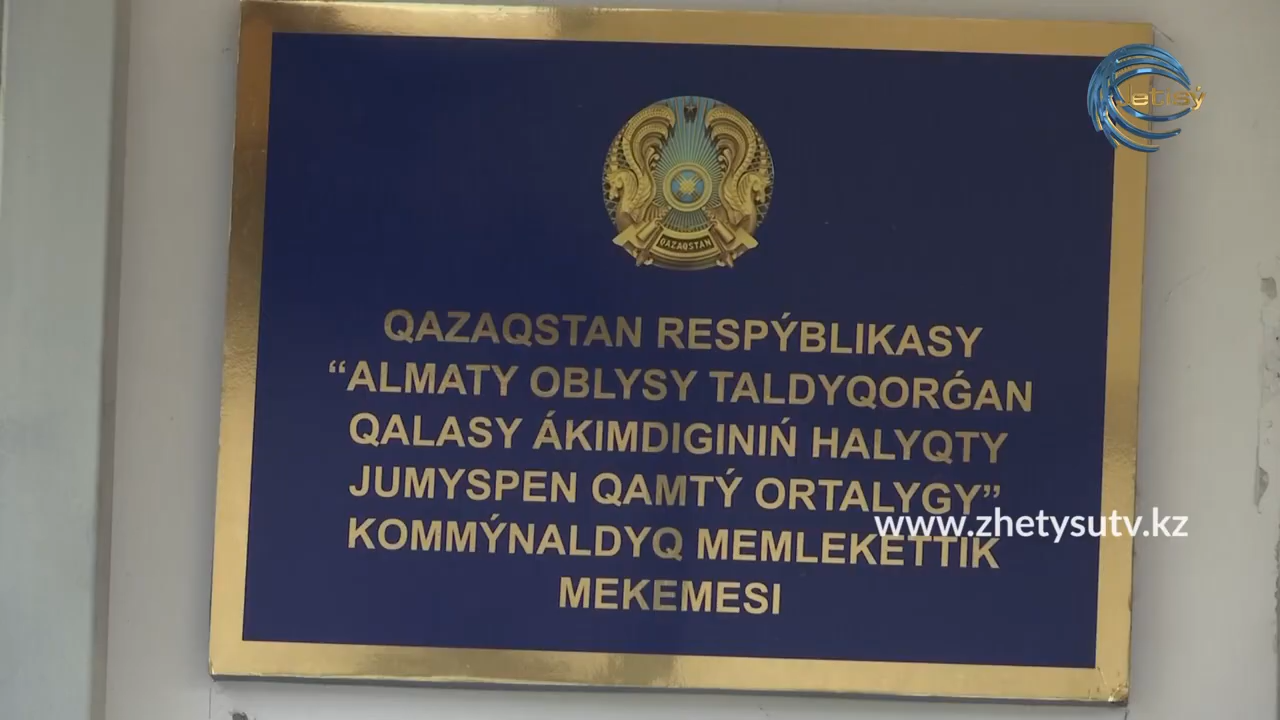 Jetisý
QAZAQSTAN
QAZAQSTAN RESPÝBLIKASY
“ALMATY OBLYSY TALDYQORǴAN
QALASY ÁKIMDIGINIŃ HALYQTY
JUMYSPEN QAMTÝ ORTALYGY”
www.zhetysutv.kz
KOMMÝNALDYQ MEMLEKETTIK
MEKEMESI